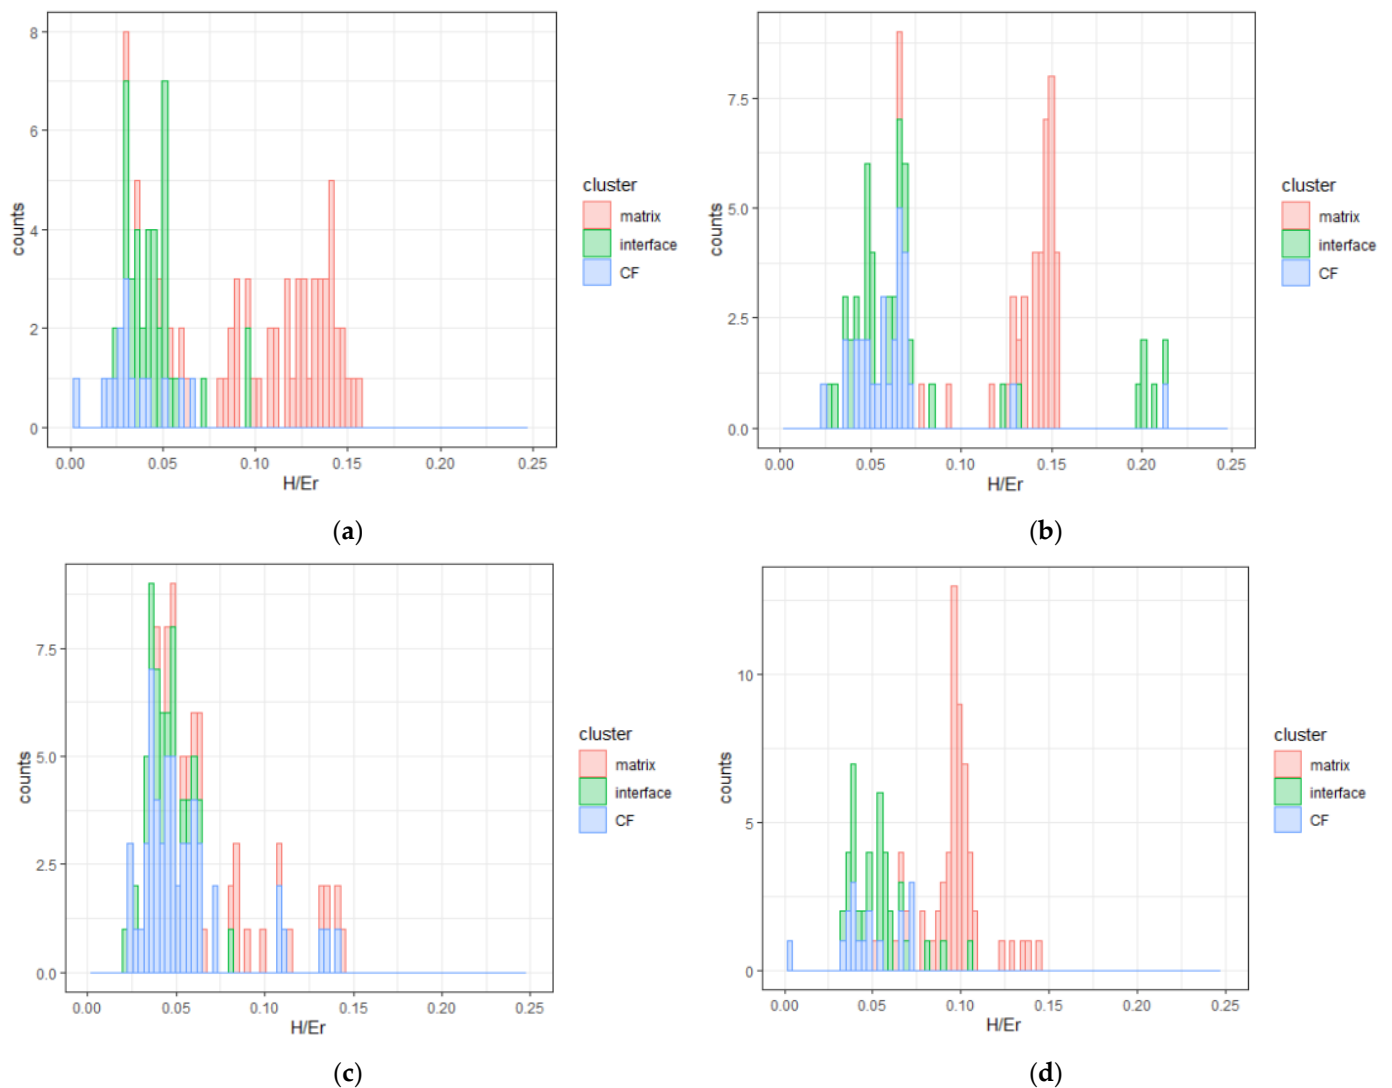 8
6
4
2
0
counts
0.00 0.05 0.10 0.15 0.20 0.25
H/Er
cluster
matrix
interface
CF
(a)
7.5
5.0
2.5
0.0
counts
0.00 0.05 0.10 0.15 0.20 0.25
H/Er
cluster
matrix
interface
CF
(b)
7.5
5.0
2.5
0.0
counts
0.00 0.05 0.10 0.15 0.20 0.25
H/Er
cluster
matrix
interface
CF
(c)
10
5
0
counts
0.00 0.05 0.10 0.15 0.20 0.25
H/Er
cluster
matrix
interface
CF
(d)